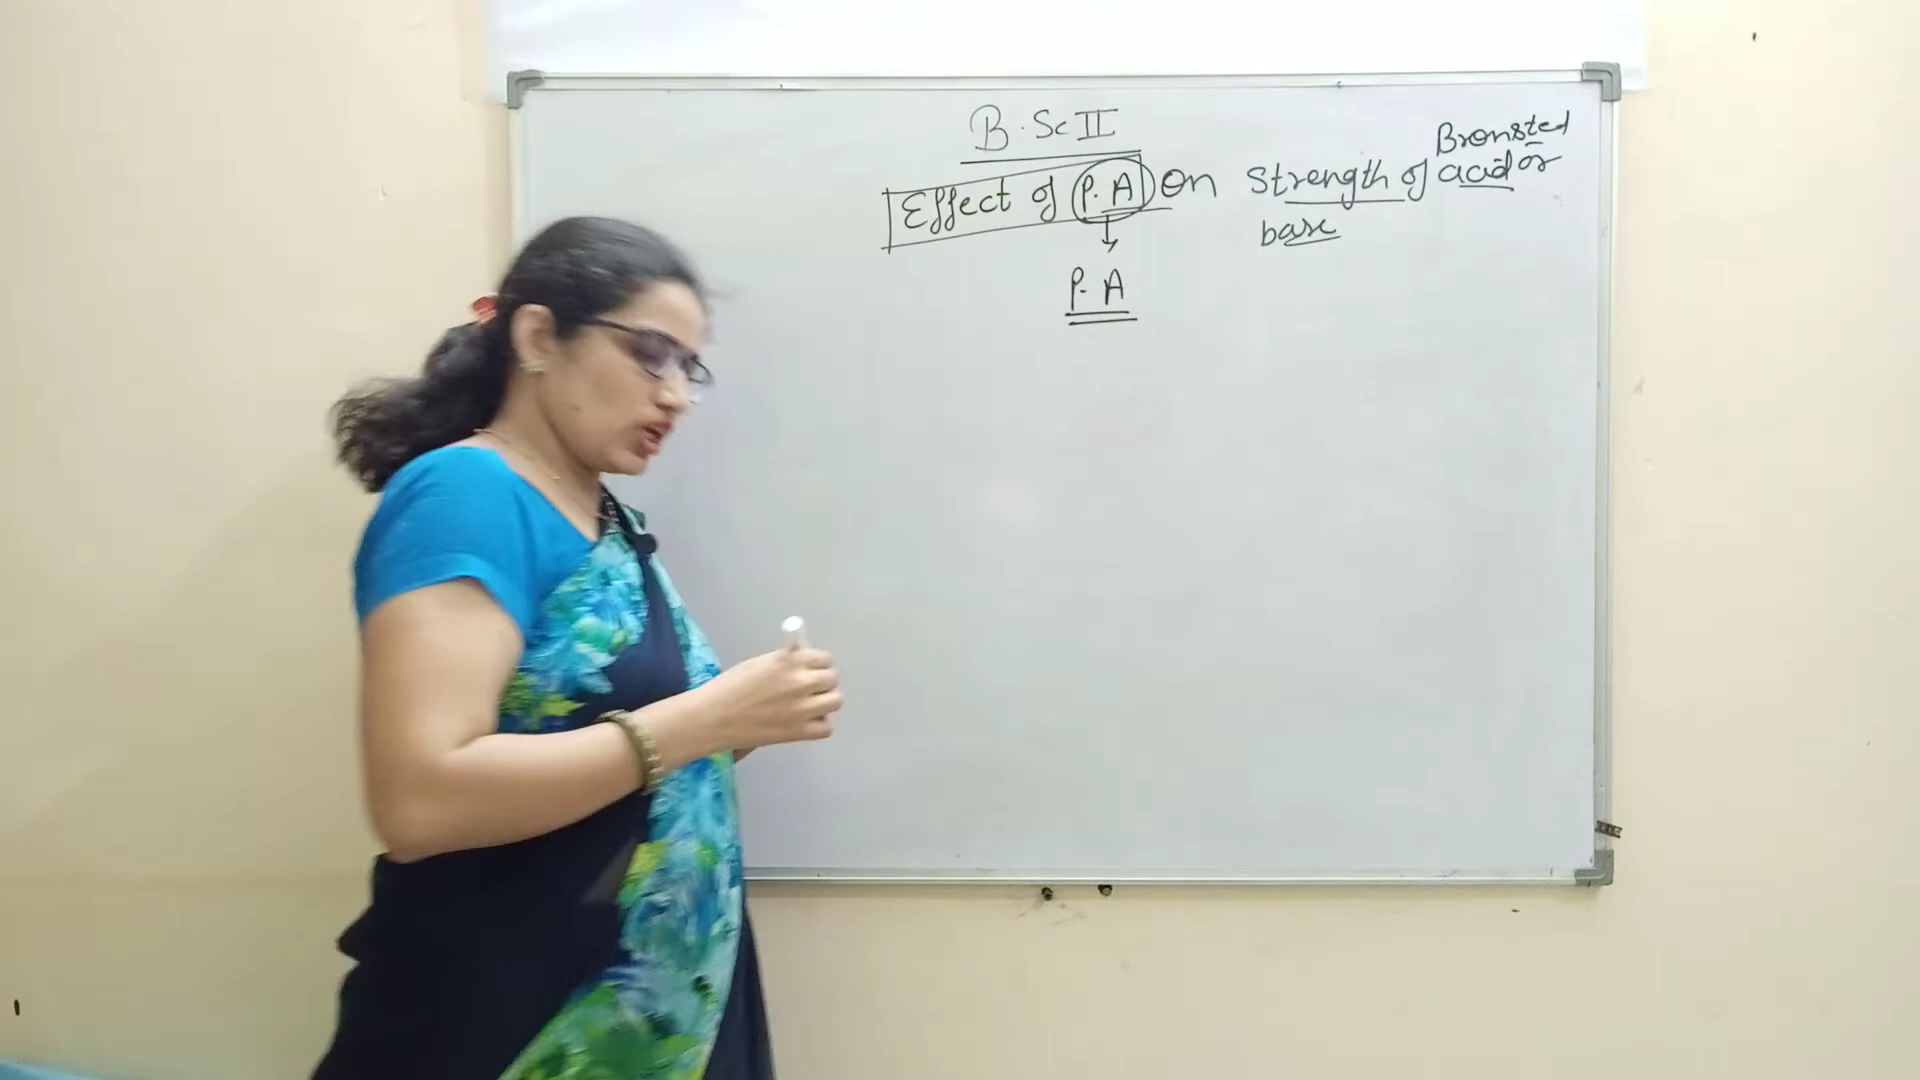 B.Sc II
Effect of P.A on Strength of Bronsted acid or
base
P.A